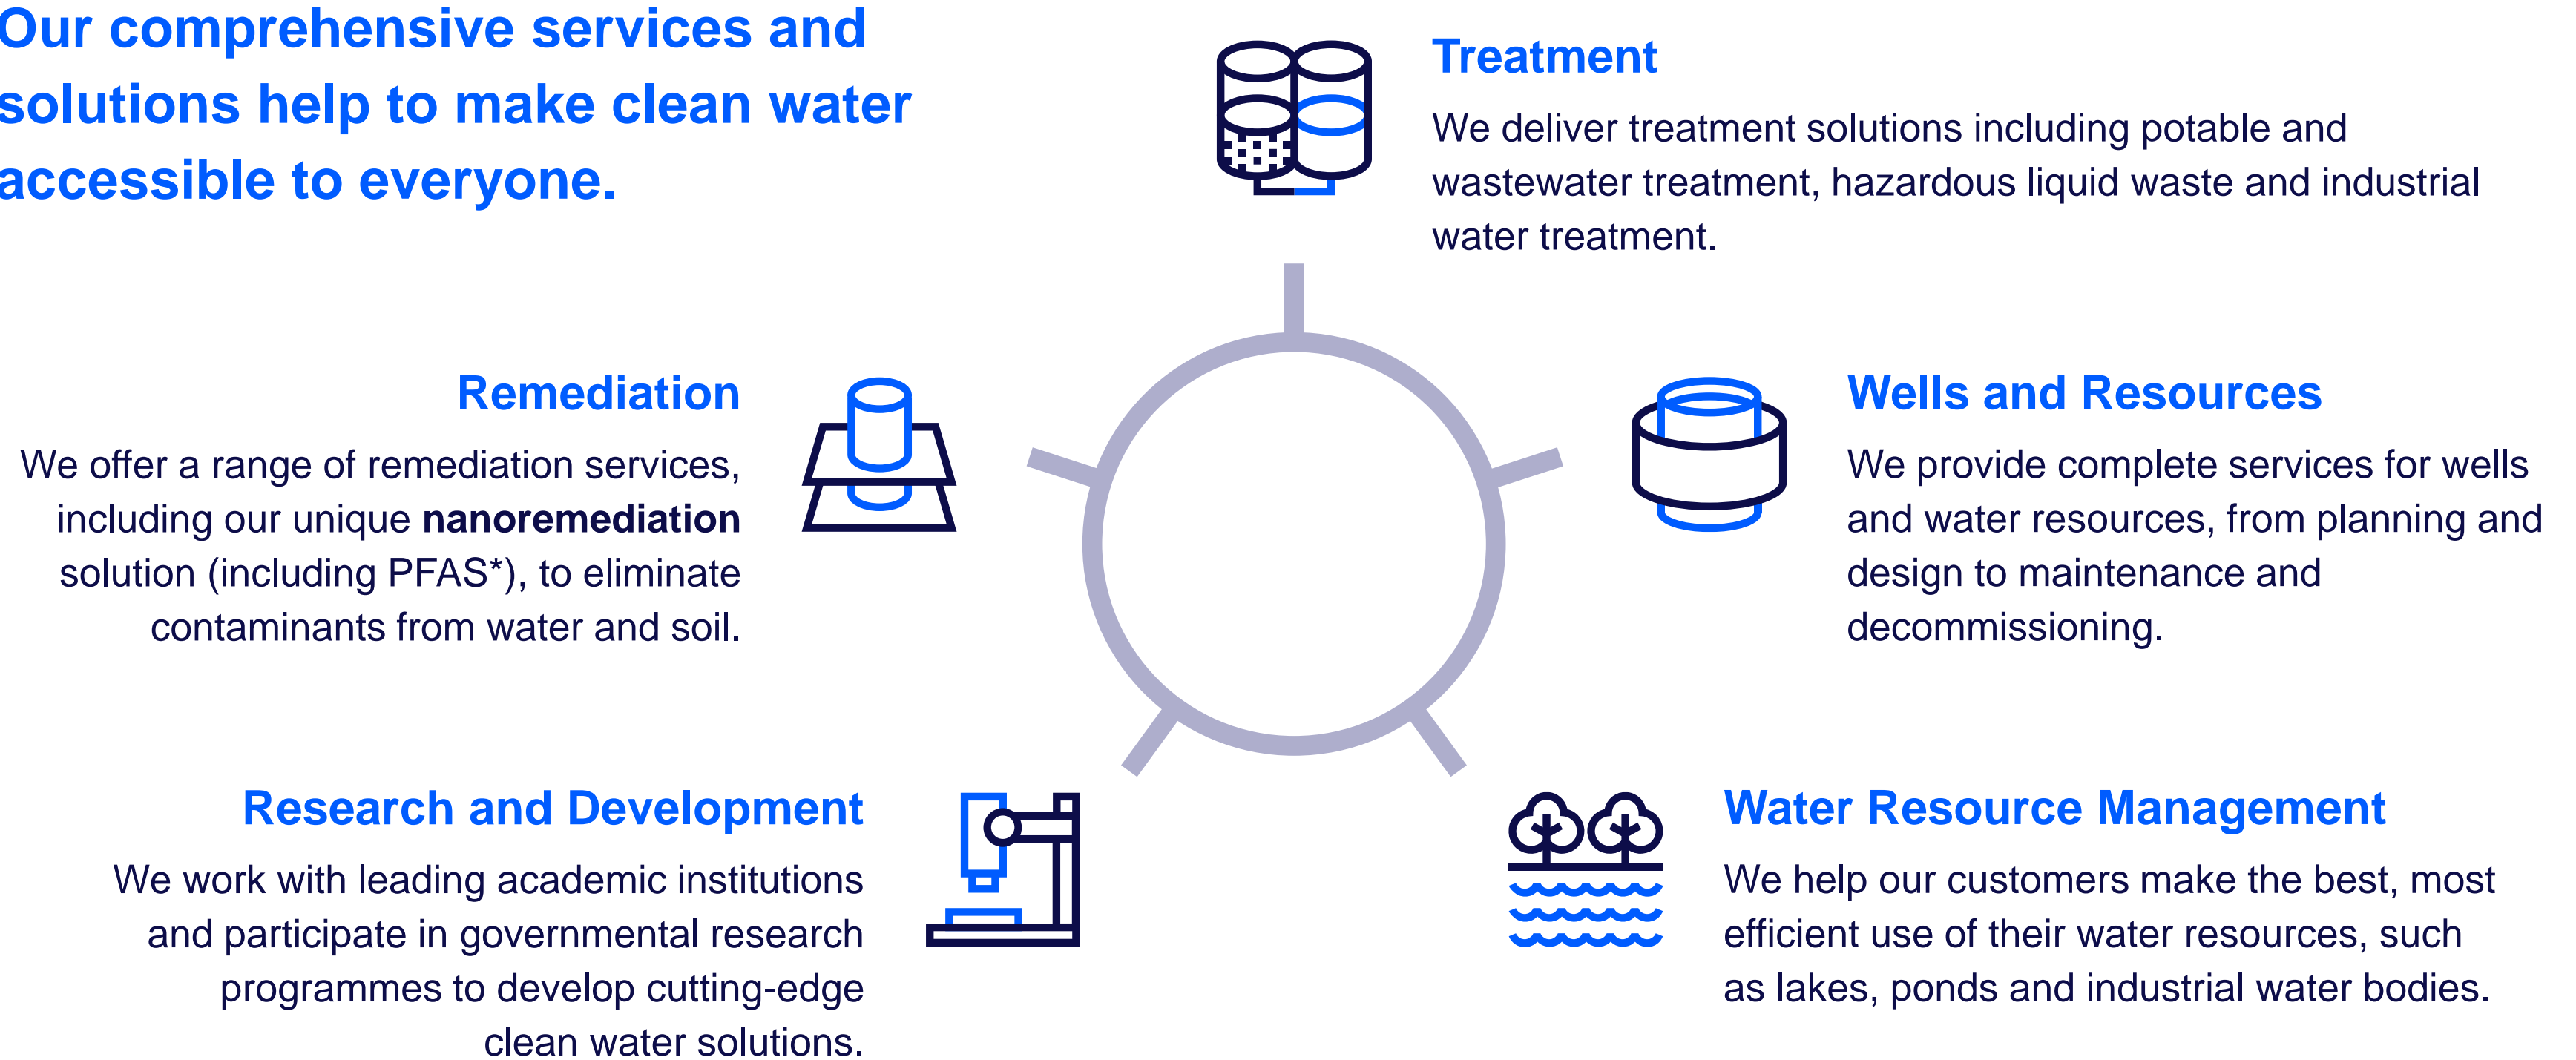 Our comprehensive services and
solutions help to make clean water
accessible to everyone.
Treatment
We deliver treatment solutions including potable and
wastewater treatment, hazardous liquid waste and industrial
water treatment.
Remediation
We offer a range of remediation services,
including our unique nanoremediation
solution (including PFAS*), to eliminate
contaminants from water and soil.
Wells and Resources
We provide complete services for wells
and water resources, from planning and
design to maintenance and
decommissioning.
Research and Development
We work with leading academic institutions
and participate in governmental research
programmes to develop cutting-edge
clean water solutions.
Water Resource Management
We help our customers make the best, most
efficient use of their water resources, such
as lakes, ponds and industrial water bodies.